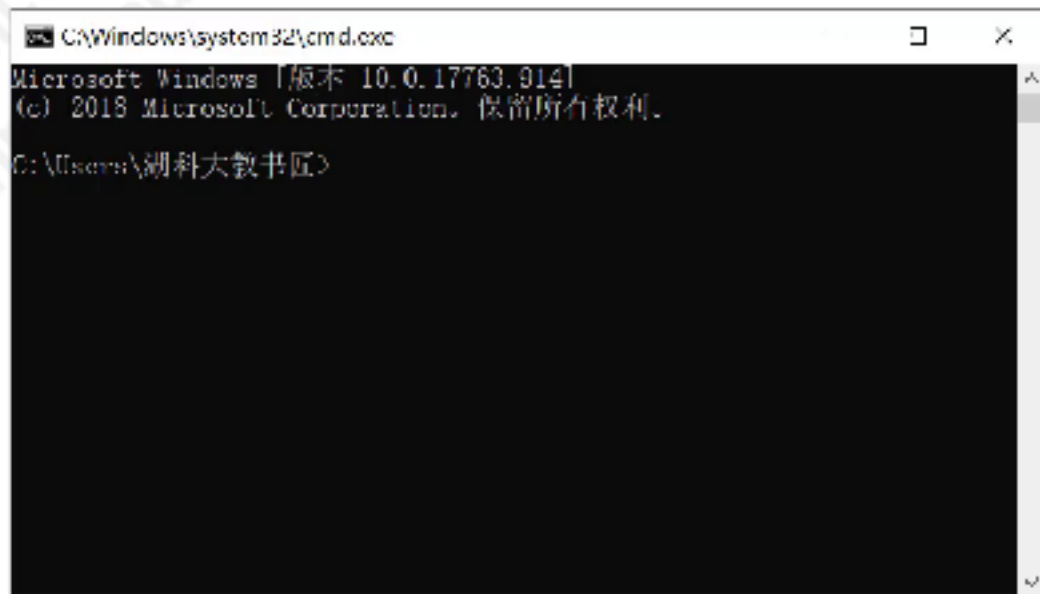 C:\Windows\system32\cmd.exe
Microsoft Windows [版本 10.0.17763.914]
(c) 2018 Microsoft Corporation。保留所有权利。
C:\Users\湖科大教书匠>